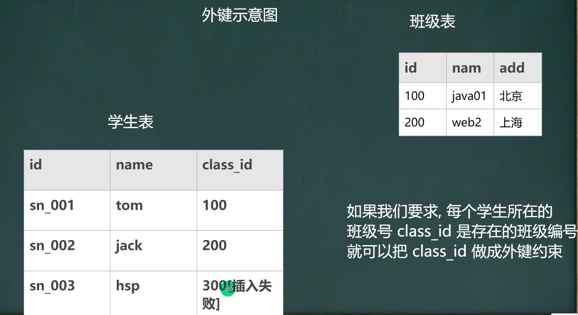 外键示意图
班级表
id nam add
100 java01 北京
200 web2 上海
学生表
id name class_id
sn_001 tom 100
sn_002 jack 200
sn_003 hsp 300[插入失
败]
如果我们要求, 每个学生所在的
班级号 class_id 是存在的班级编号
就可以把 class_id 做成外键约束